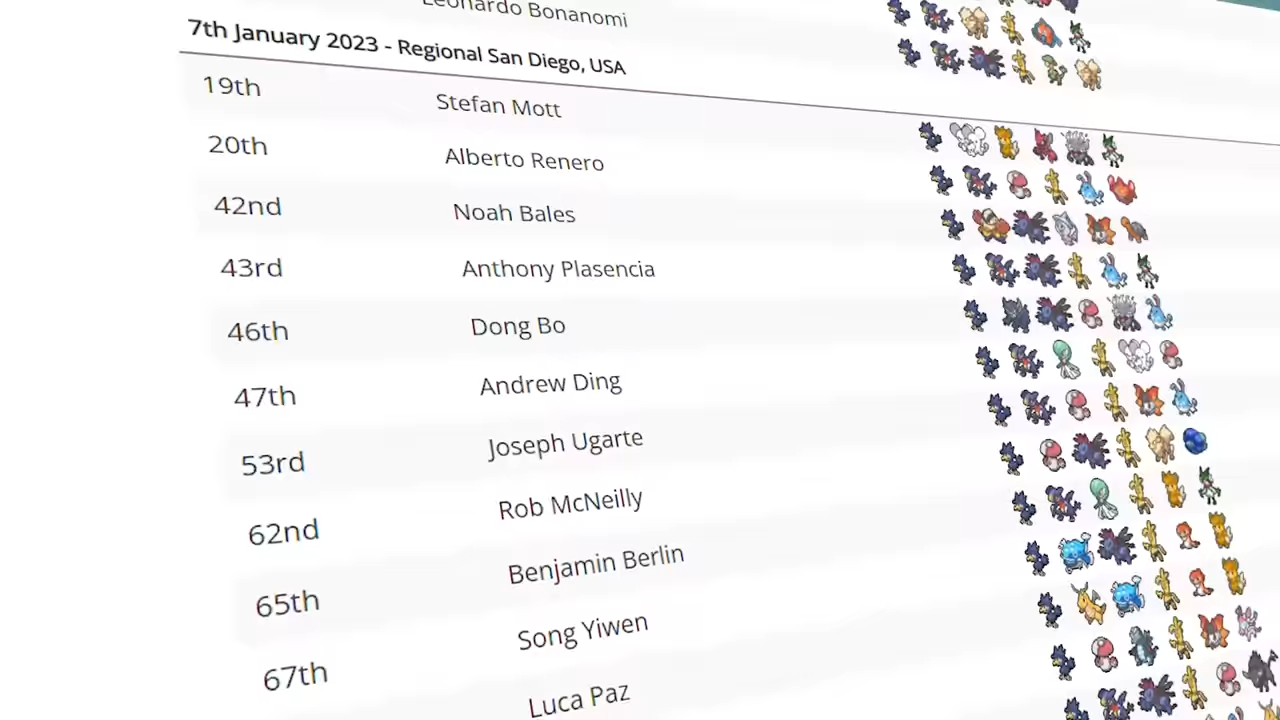 Leonardo Bonanomi
7th January 2023 - Regional San Diego, USA
19th Stefan Mott
20th Alberto Renero
42nd Noah Bales
43rd Anthony Plasencia
46th Dong Bo
47th Andrew Ding
53rd Joseph Ugarte
62nd Rob McNeilly
65th Benjamin Berlin
67th Song Yiwen
Luca Paz